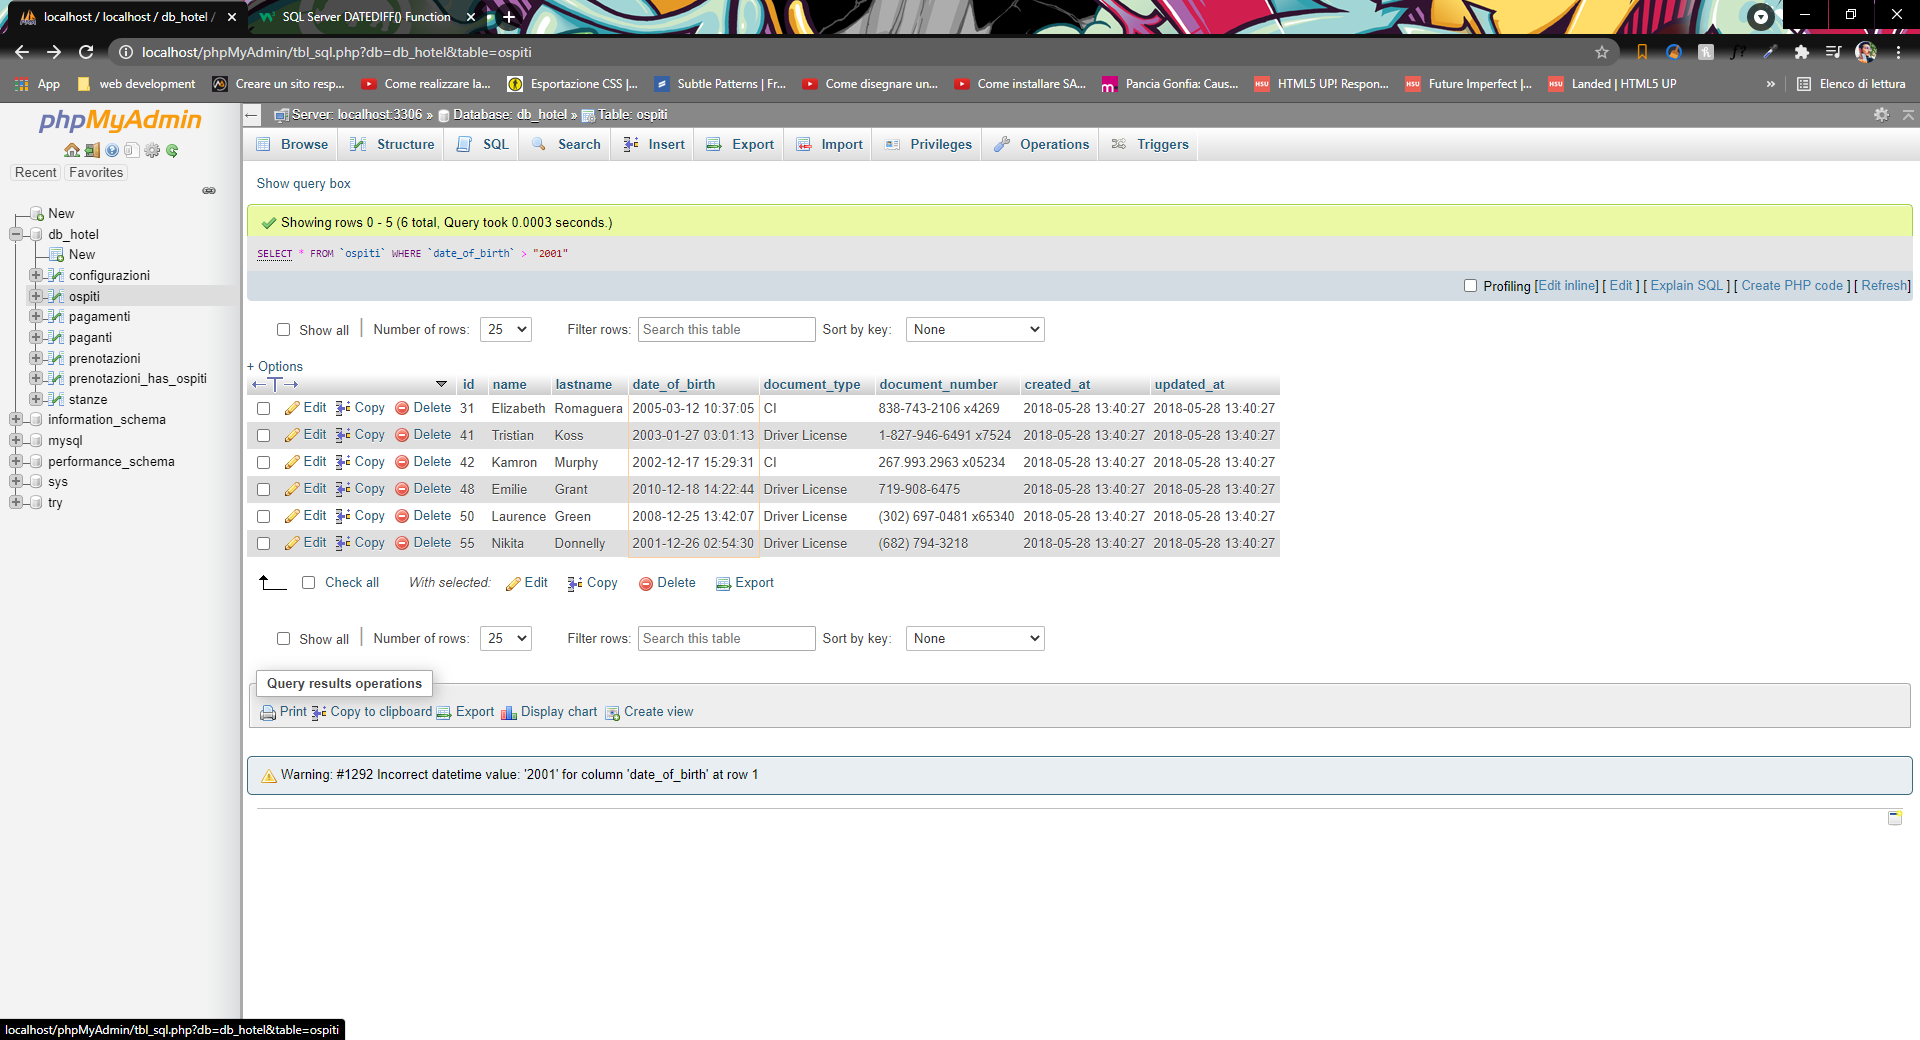 localhost / localhost / db_hotel /
SQL Server DATEDIFF() Function
localhost/phpMyAdmin/tbl_sql.php?db=db_hotel&table=ospiti
App
web development
Creare un sito resp...
Come realizzare la...
Esportazione CSS |...
Subtle Patterns | Fr...
Come disegnare un...
Come installare SA...
Pancia Gonfia: Caus...
HTML5 UP! Respon...
Future Imperfect |...
Landed | HTML5 UP
»
Elenco di lettura
phpMyAdmin
Recent
Favorites
New
db_hotel
New
configurazioni
ospiti
pagamenti
paganti
prenotazioni
prenotazioni_has_ospiti
stanze
information_schema
mysql
performance_schema
sys
try
Server: localhost:3306 » Database: db_hotel » Table: ospiti
Browse Structure SQL Search Insert Export Import Privileges Operations Triggers
Show query box
Showing rows 0 - 5 (6 total, Query took 0.0003 seconds.)
SELECT * FROM `ospiti` WHERE `date_of_birth` > "2001"
Profiling [Edit inline] [ Edit ] [ Explain SQL ] [ Create PHP code ] [ Refresh]
Show all | Number of rows: 25 Filter rows: Search this table Sort by key: None
+ Options
←T→ id name lastname date_of_birth document_type document_number created_at updated_at
Edit Copy Delete 31 Elizabeth Romaguera 2005-03-12 10:37:05 CI 838-743-2106 x4269 2018-05-28 13:40:27 2018-05-28 13:40:27
Edit Copy Delete 41 Tristian Koss 2003-01-27 03:01:13 Driver License 1-827-946-6491 x7524 2018-05-28 13:40:27 2018-05-28 13:40:27
Edit Copy Delete 42 Kamron Murphy 2002-12-17 15:29:31 CI 267.993.2963 x05234 2018-05-28 13:40:27 2018-05-28 13:40:27
Edit Copy Delete 48 Emilie Grant 2010-12-18 14:22:44 Driver License 719-908-6475 2018-05-28 13:40:27 2018-05-28 13:40:27
Edit Copy Delete 50 Laurence Green 2008-12-25 13:42:07 Driver License (302) 697-0481 x65340 2018-05-28 13:40:27 2018-05-28 13:40:27
Edit Copy Delete 55 Nikita Donnelly 2001-12-26 02:54:30 Driver License (682) 794-3218 2018-05-28 13:40:27 2018-05-28 13:40:27
Check all With selected: Edit Copy Delete Export
Show all | Number of rows: 25 Filter rows: Search this table Sort by key: None
Query results operations
Print Copy to clipboard Export Display chart Create view
Warning: #1292 Incorrect datetime value: '2001' for column 'date_of_birth' at row 1
localhost/phpMyAdmin/tbl_sql.php?db=db_hotel&table=ospiti